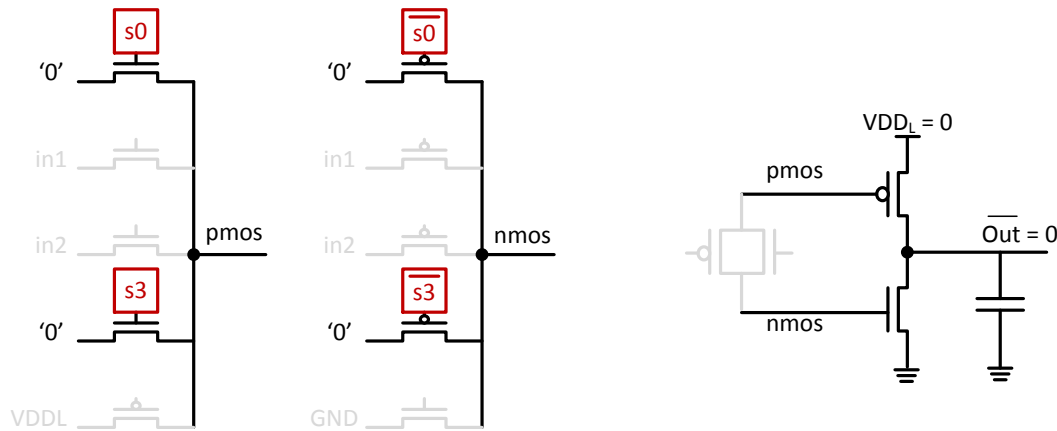 s0
‘0’
in1
in2
pmos
s3
‘0’
VDDL
s0
‘0’
in1
in2
nmos
s3
‘0’
GND
VDDL = 0
pmos
Out = 0
nmos